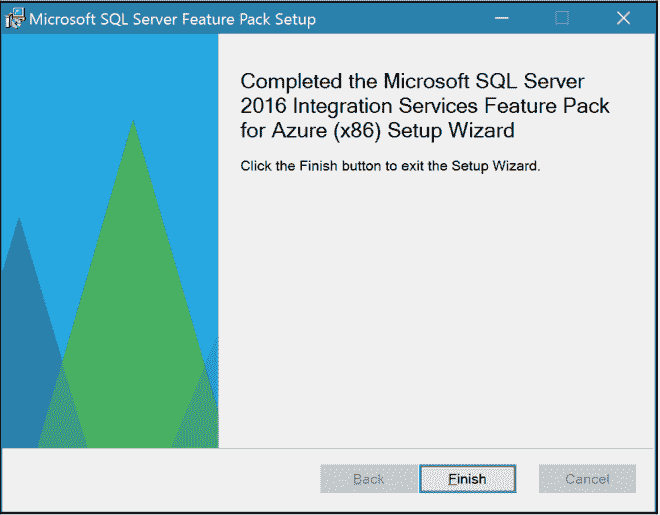 Microsoft SQL Server Feature Pack Setup
Completed the Microsoft SQL Server
2016 Integration Services Feature Pack
for Azure (x86) Setup Wizard
Click the Finish button to exit the Setup Wizard.
Back
Finish
Cancel